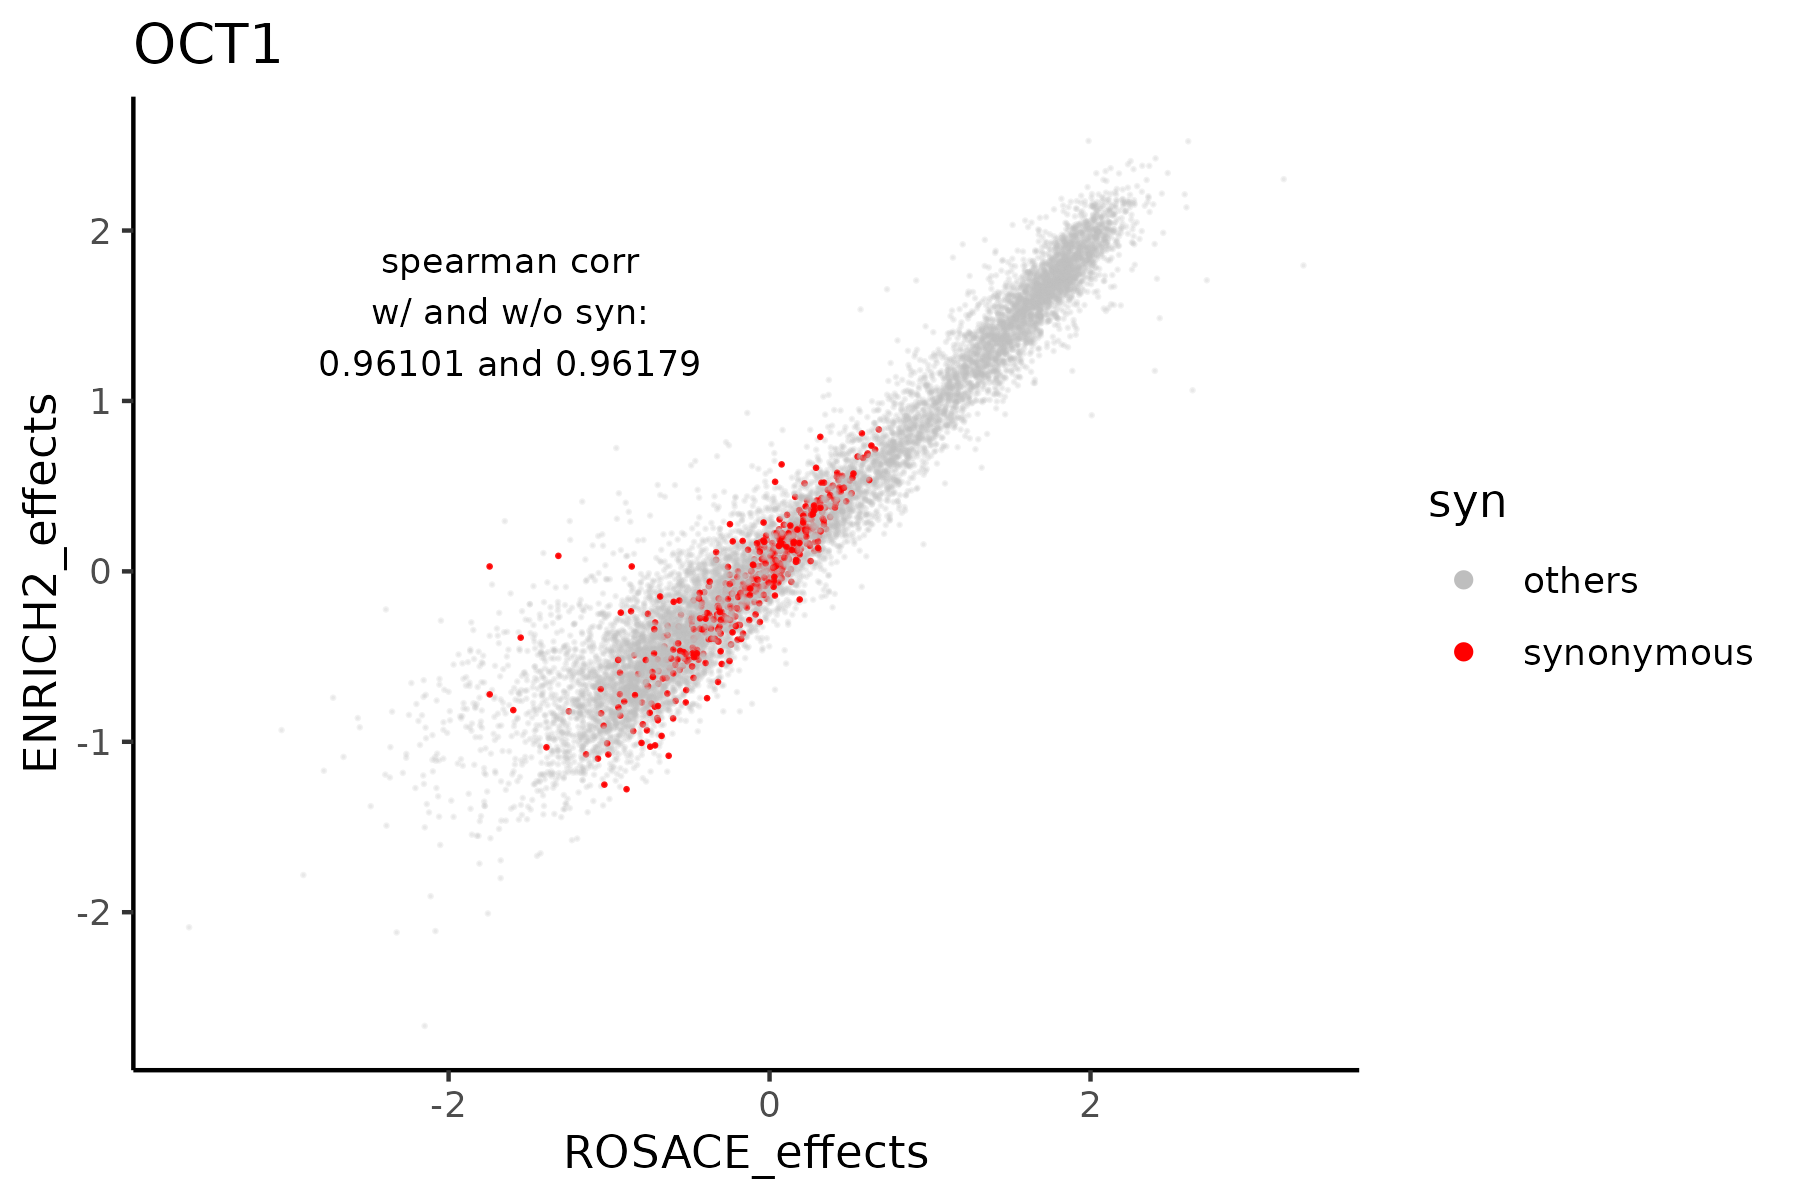 OCT1
spearman corr
w/ and w/o syn:
0.96101 and 0.96179
ENRICH2_effects
2
1
0
-1
-2
-2
0
2
ROSACE_effects
syn
others
synonymous